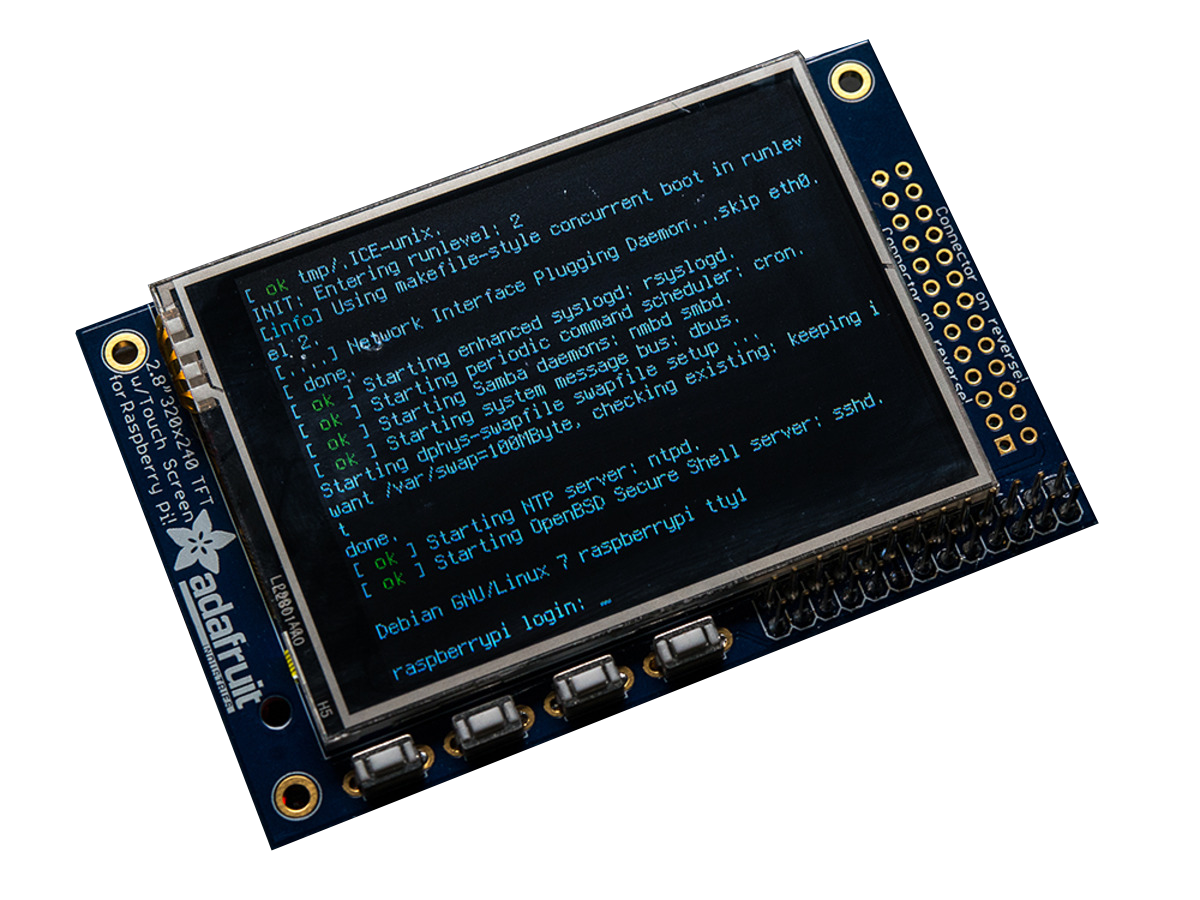 [ ok tmp/.ICE-unix.
INIT: Entering runlevel: 2
[info] Using makefile-style concurrent boot in runlev
el 2.
[....] Network Interface Plugging Daemon...skip eth0.
[ done.
[ ok ] Starting enhanced syslogd: rsyslogd.
[ ok ] Starting periodic command scheduler: cron.
[ ok ] Starting Samba daemons: nmbd smbd.
[ ok ] Starting system message bus: dbus.
Starting dphys-swapfile swapfile setup ...
want /var/swap=100MByte, checking existing: keeping i
t
done.
[ ok ] Starting NTP server: ntpd.
[ ok ] Starting OpenBSD Secure Shell server: sshd.
Debian GNU/Linux 7 raspberrypi tty1
raspberrypi login:
2.8" 320x240 TFT
w/Touch Screen
for Raspberry Pi!
adafruit
H5
Connector on reverse!
Connector on reverse!